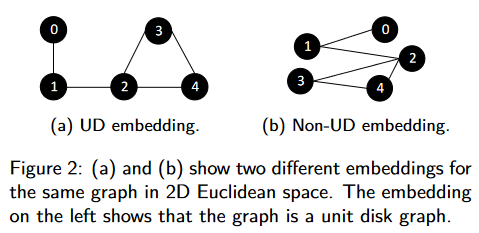 0 3 0
1 2
1 2 4 3 4
(a) UD embedding. (b) Non-UD embedding.
Figure 2: (a) and (b) show two different embeddings for
the same graph in 2D Euclidean space. The embedding
on the left shows that the graph is a unit disk graph.